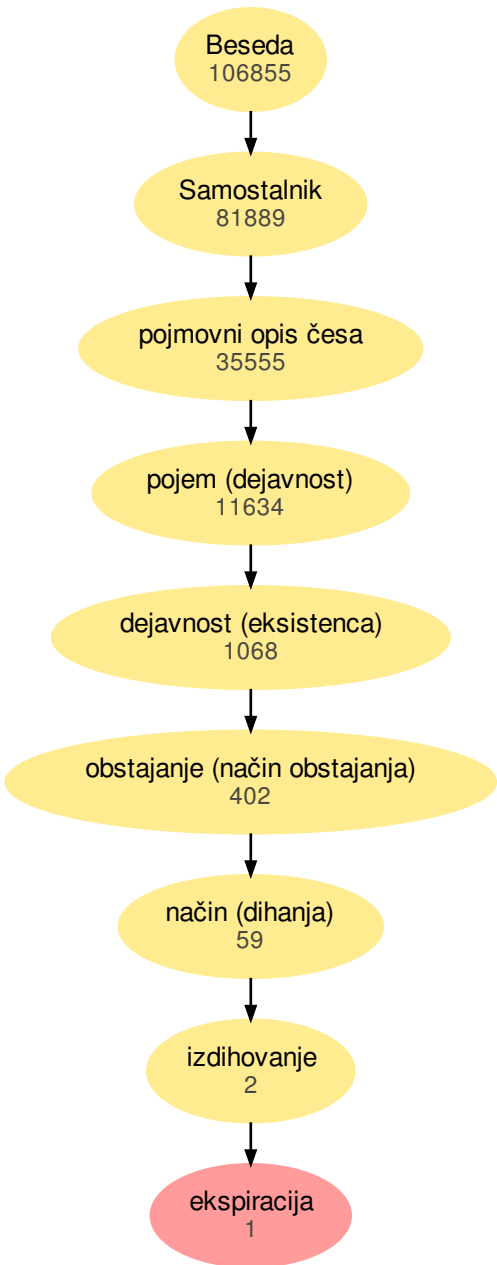 Beseda
106855
Samostalnik
81889
pojmovni opis česa
35555
pojem (dejavnost)
11634
dejavnost (eksistenca)
1068
obstajanje (način obstajanja)
402
način (dihanja)
59
izdihovanje
2
ekspiracija
1